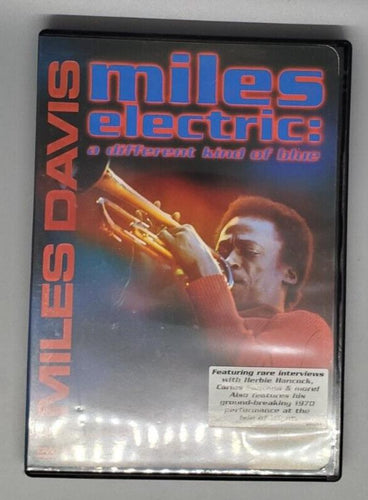 MILES DAVIS
miles
electric:
a different kind of blue
Featuring rare interviews
with Herbie Hancock,
Carlos & more!
Also features his
ground-breaking 1970
performance at the